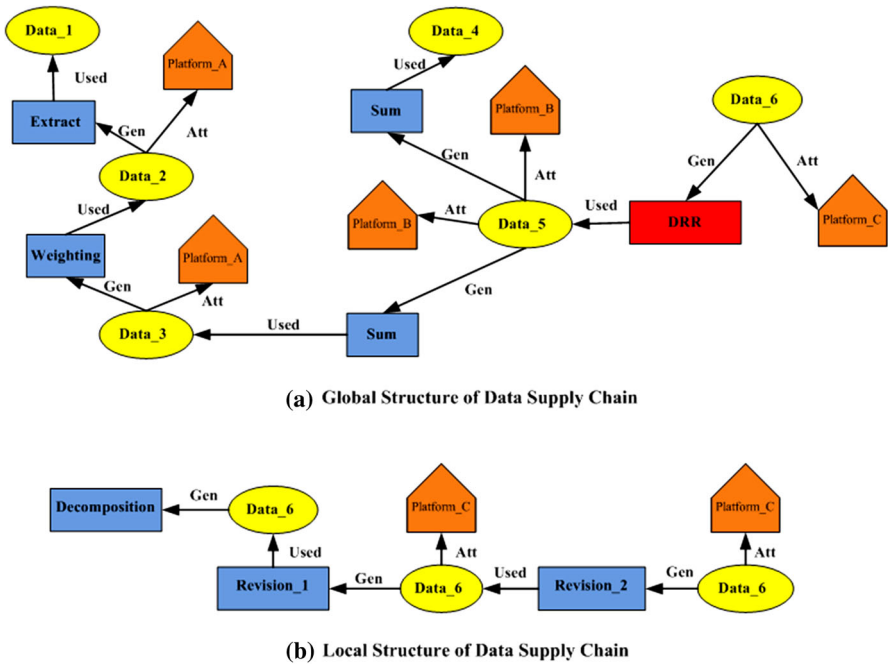 Data_1
Platform_A
Used
Extract
Gen
Att
Data_2
Used
Weighting
Platform_A
Gen
Att
Data_3
Used
Sum
Data_4
Used
Sum
Platform_B
Gen
Att
Platform_B
Att
Data_5
Used
Gen
DRR
Data_6
Gen
Att
Platform_C
(a) Global Structure of Data Supply Chain
Decomposition
Gen
Data_6
Used
Revision_1
Gen
Platform_C
Att
Data_6
Used
Revision_2
Gen
Platform_C
Att
Data_6
(b) Local Structure of Data Supply Chain